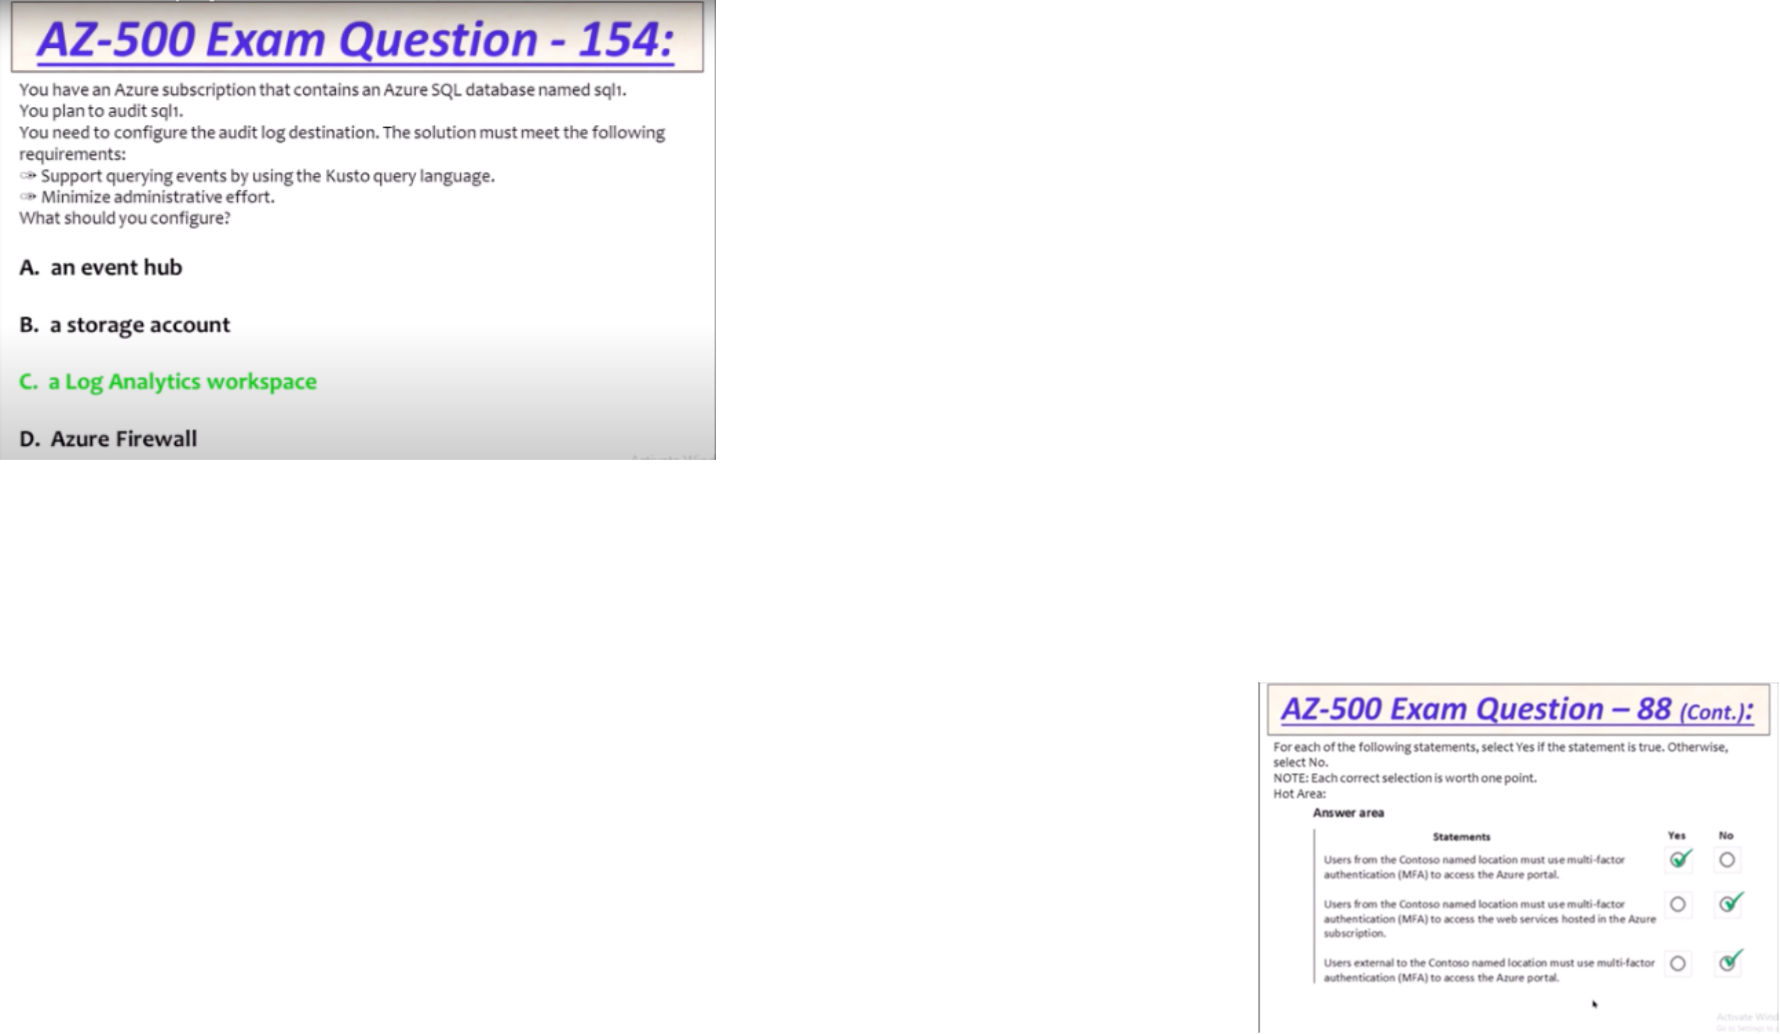 AZ-500 Exam Question - 154:
You have an Azure subscription that contains an Azure SQL database named sql1.
You plan to audit sql1.
You need to configure the audit log destination. The solution must meet the following
requirements:
Support querying events by using the Kusto query language.
Minimize administrative effort.
What should you configure?
A. an event hub
B. a storage account
C. a Log Analytics workspace
D. Azure Firewall
AZ-500 Exam Question – 88 (Cont.):
For each of the following statements, select Yes if the statement is true. Otherwise,
select No.
NOTE: Each correct selection is worth one point.
Hot Area:
Answer area
Statements Yes No
Users from the Contoso named location must use multi-factor
authentication (MFA) to access the Azure portal.
Users from the Contoso named location must use multi-factor
authentication (MFA) to access the web services hosted in the Azure
subscription.
Users external to the Contoso named location must use multi-factor
authentication (MFA) to access the Azure portal.
Activate Wind